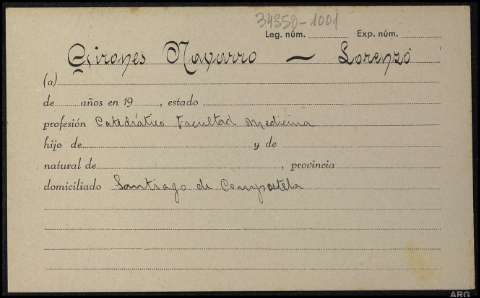 34358-1001
Leg. núm. Exp. núm.
Girones Navarro — Lorenzo
(a)
de años en 19 , estado
profesión Catedrático Facultad Medicina
hijo de y de
natural de , provincia
domiciliado Santiago de Compostela
ARG